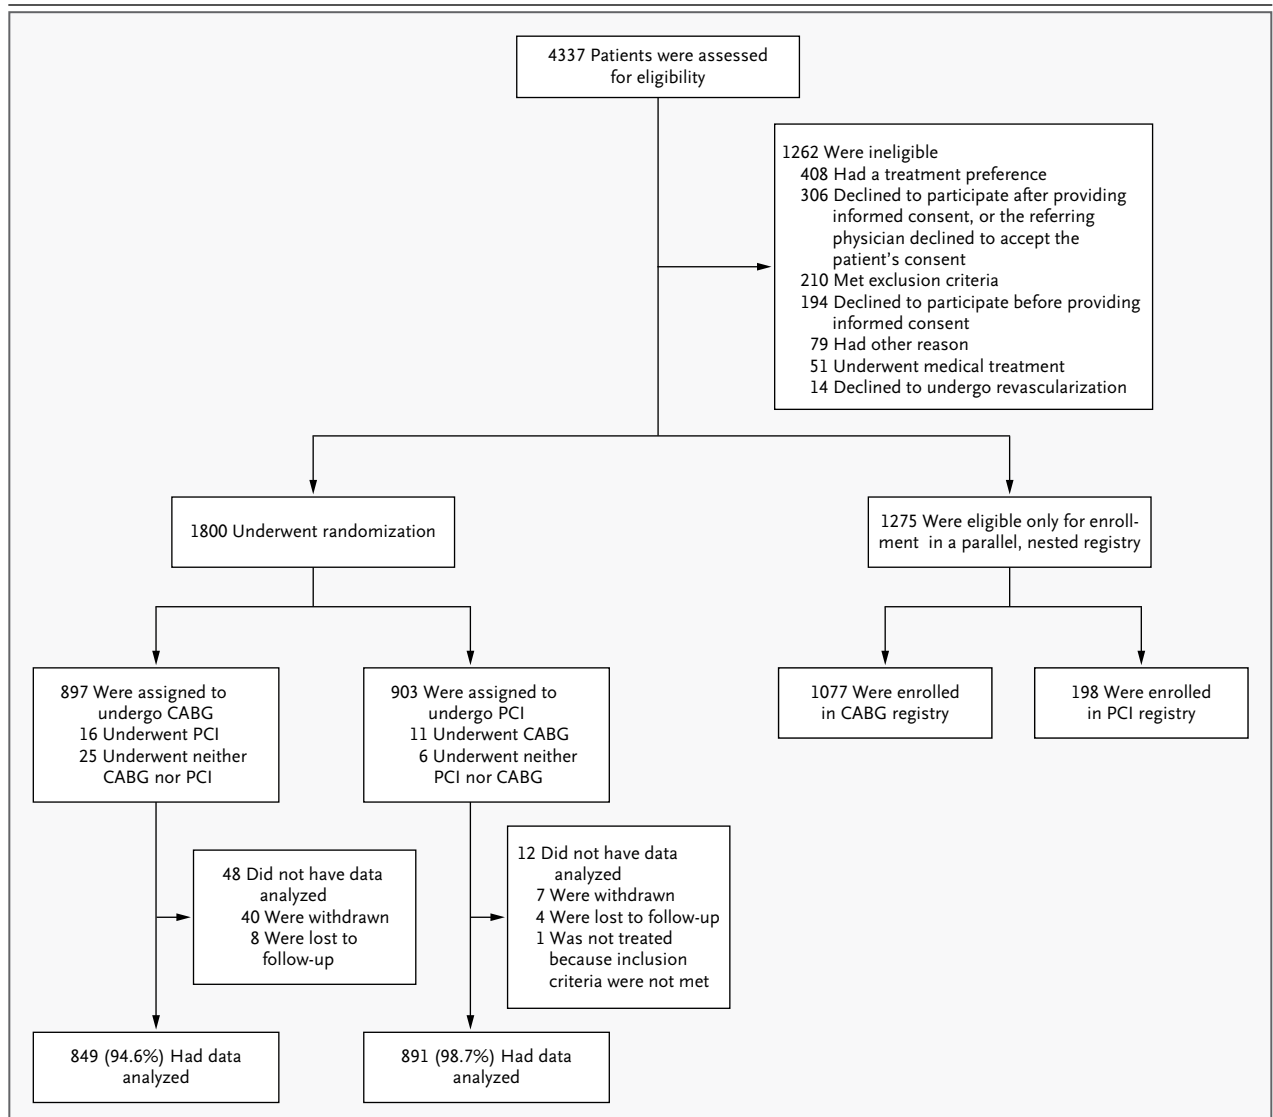 4337 Patients were assessed
for eligibility
1262 Were ineligible
408 Had a treatment preference
306 Declined to participate after providing
informed consent, or the referring
physician declined to accept the
patient's consent
210 Met exclusion criteria
194 Declined to participate before providing
informed consent
79 Had other reason
51 Underwent medical treatment
14 Declined to undergo revascularization
1800 Underwent randomization
1275 Were eligible only for enroll-
ment in a parallel, nested registry
897 Were assigned to
undergo CABG
16 Underwent PCI
25 Underwent neither
CABG nor PCI
903 Were assigned to
undergo PCI
11 Underwent CABG
6 Underwent neither
PCI nor CABG
1077 Were enrolled
in CABG registry
198 Were enrolled
in PCI registry
48 Did not have data
analyzed
40 Were withdrawn
8 Were lost to
follow-up
12 Did not have data
analyzed
7 Were withdrawn
4 Were lost to follow-up
1 Was not treated
because inclusion
criteria were not met
849 (94.6%) Had data
analyzed
891 (98.7%) Had data
analyzed